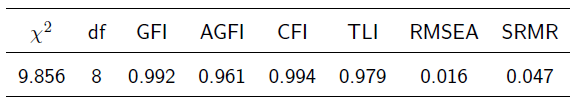 χ² df GFI AGFI CFI TLI RMSEA SRMR
9.856 8 0.992 0.961 0.994 0.979 0.016 0.047